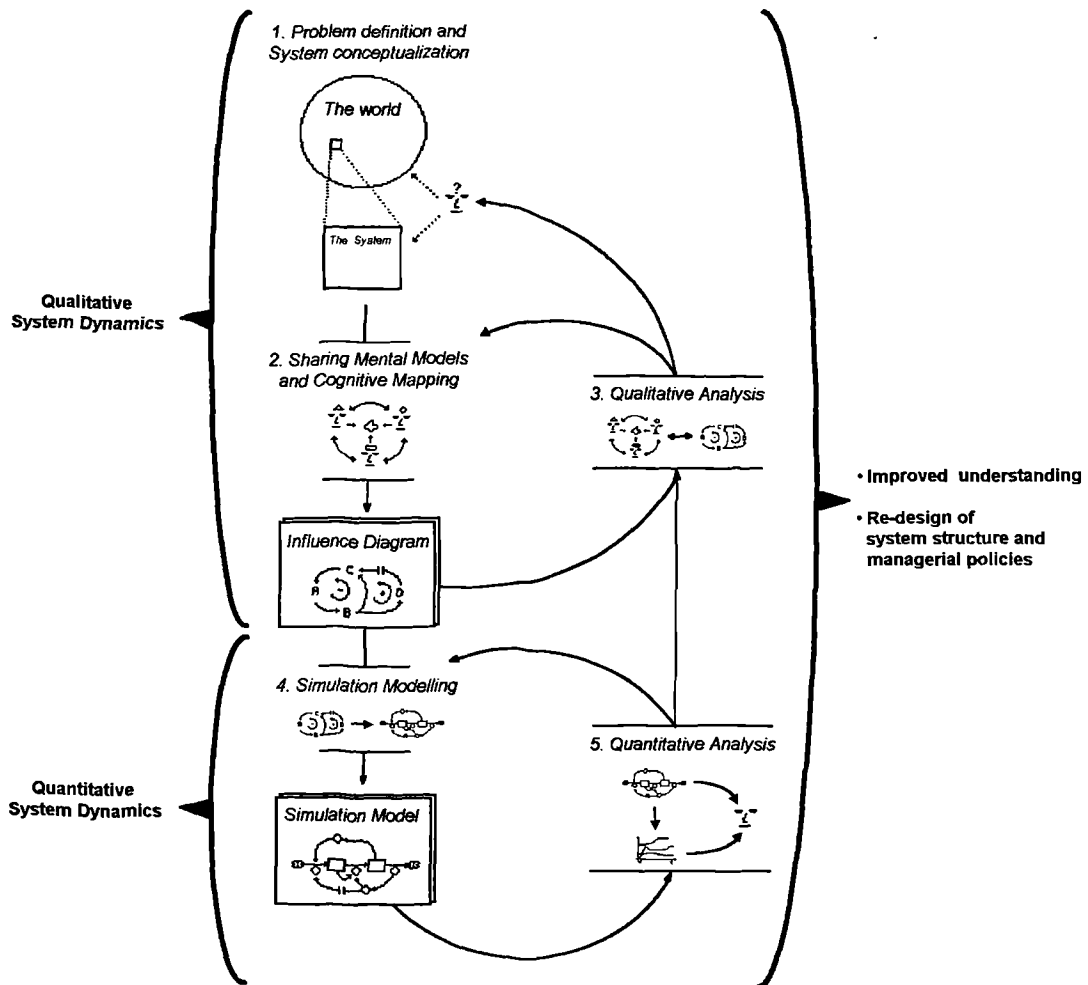 1. Problem definition and
System conceptualization
The world
?
The System
Qualitative
System Dynamics
2. Sharing Mental Models
and Cognitive Mapping
3. Qualitative Analysis
• Improved understanding
• Re-design of
system structure and
managerial policies
Influence Diagram
C
A
D
B
4. Simulation Modelling
5. Quantitative Analysis
Quantitative
System Dynamics
Simulation Model